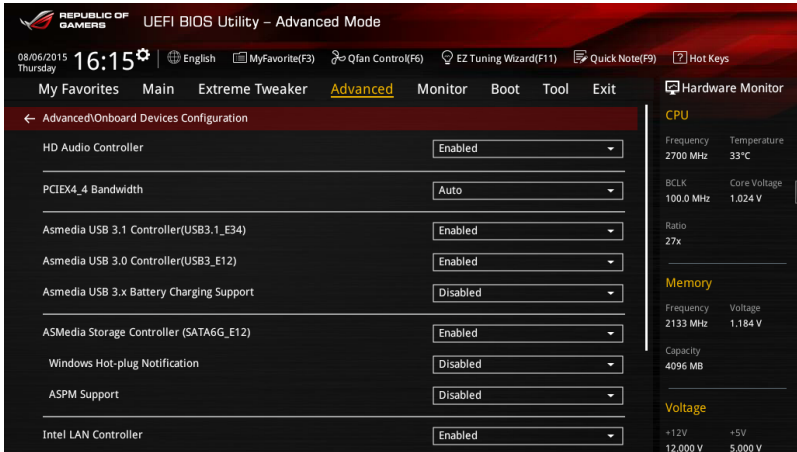 REPUBLIC OF
GAMERS
UEFI BIOS Utility – Advanced Mode
08/06/2015
Thursday
16:15
English
MyFavorite(F3)
Qfan Control(F6)
EZ Tuning Wizard(F11)
Quick Note(F9)
? Hot Keys
My Favorites Main Extreme Tweaker Advanced Monitor Boot Tool Exit
Hardware Monitor
← Advanced\Onboard Devices Configuration
HD Audio Controller Enabled
PCIEX4_4 Bandwidth Auto
Asmedia USB 3.1 Controller(USB3.1_E34) Enabled
Asmedia USB 3.0 Controller(USB3_E12) Enabled
Asmedia USB 3.x Battery Charging Support Disabled
ASMedia Storage Controller (SATA6G_E12) Enabled
Windows Hot-plug Notification Disabled
ASPM Support Disabled
Intel LAN Controller Enabled
CPU
Frequency Temperature
2700 MHz 33°C
BCLK Core Voltage
100.0 MHz 1.024 V
Ratio
27x
Memory
Frequency Voltage
2133 MHz 1.184 V
Capacity
4096 MB
Voltage
+12V +5V
12.000 V 5.000 V